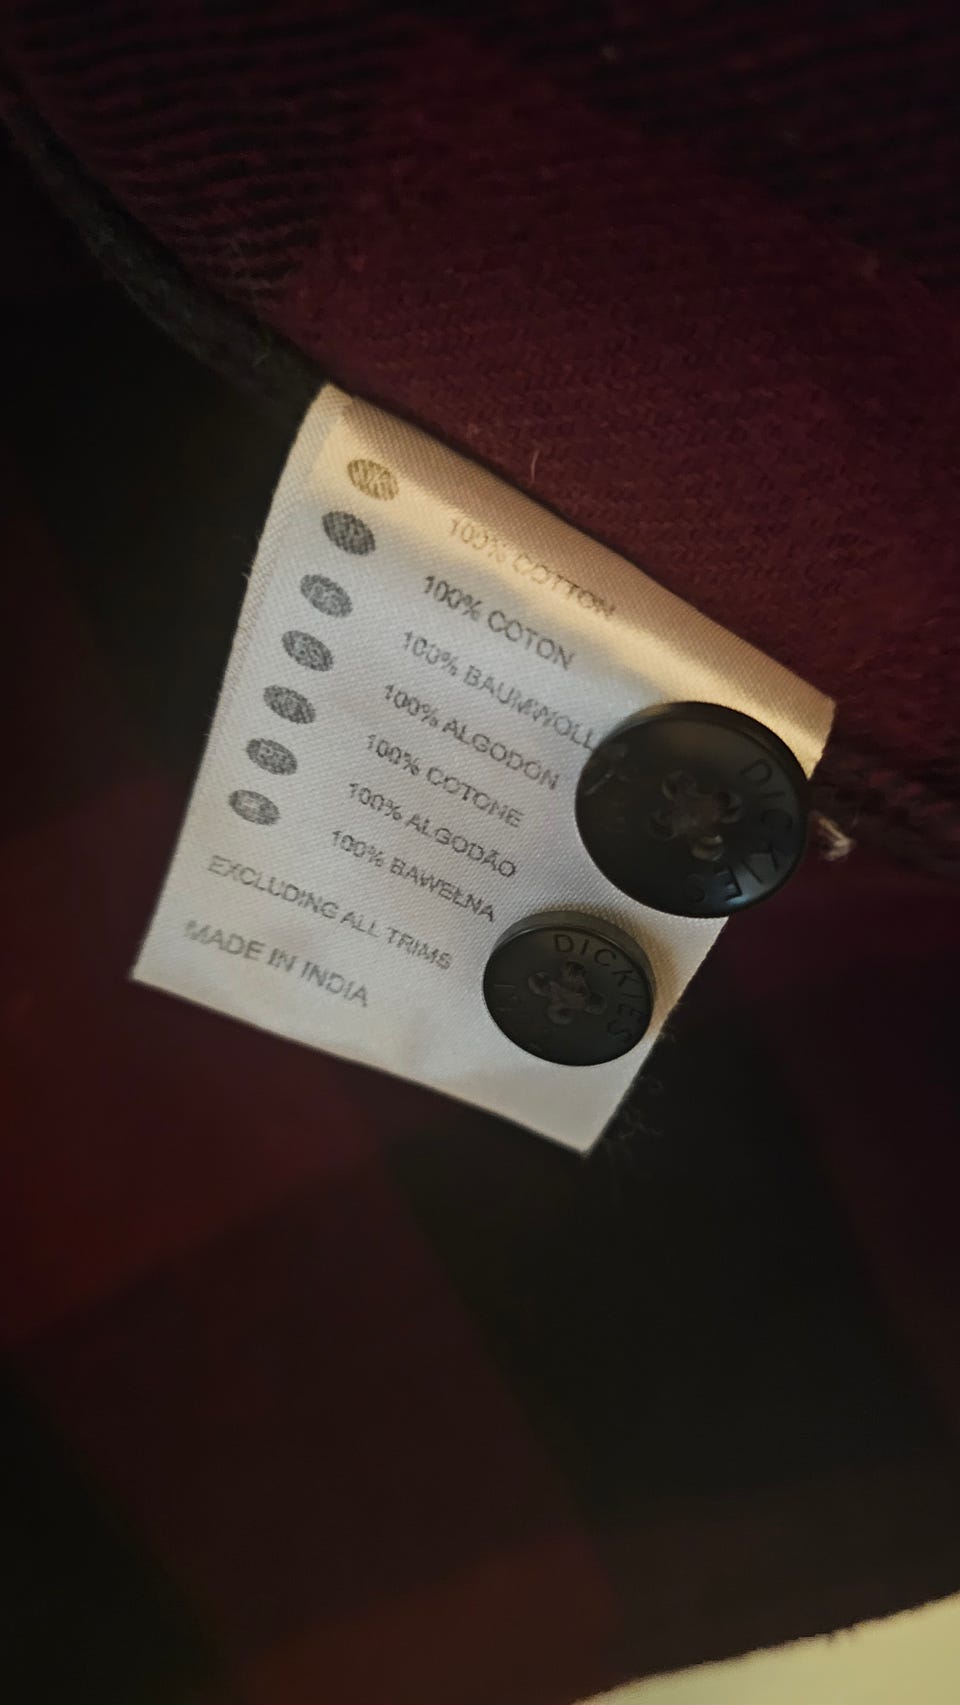 100% COTTON
100% COTON
100% BAUMWOLL
100% ALGODÓN
100% COTONE
100% ALGODÃO
100% BAWEŁNA
EXCLUDING ALL TRIMS
MADE IN INDIA
DICKIES
DICKIES